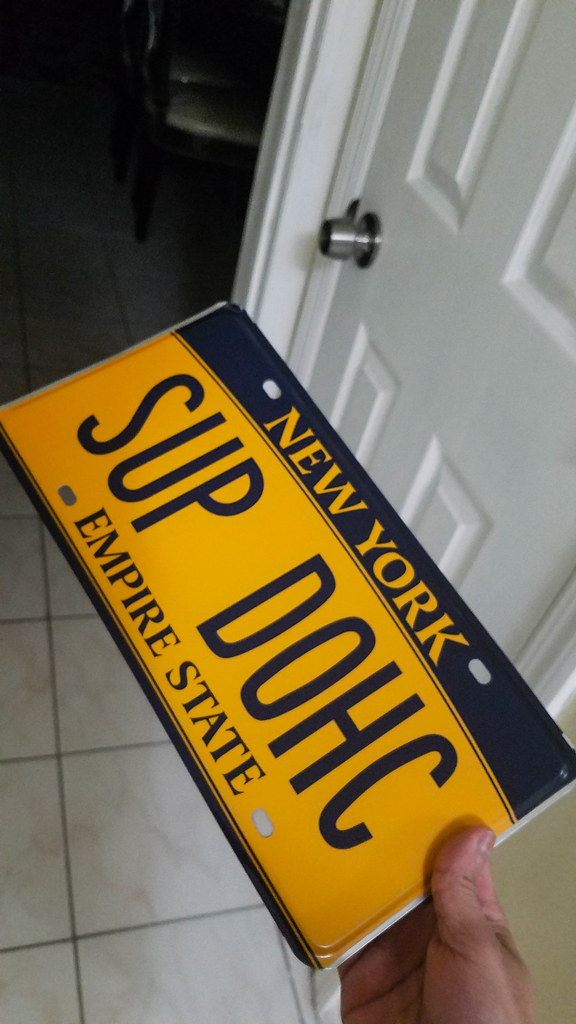 NEW YORK
SUP DOHC
EMPIRE STATE